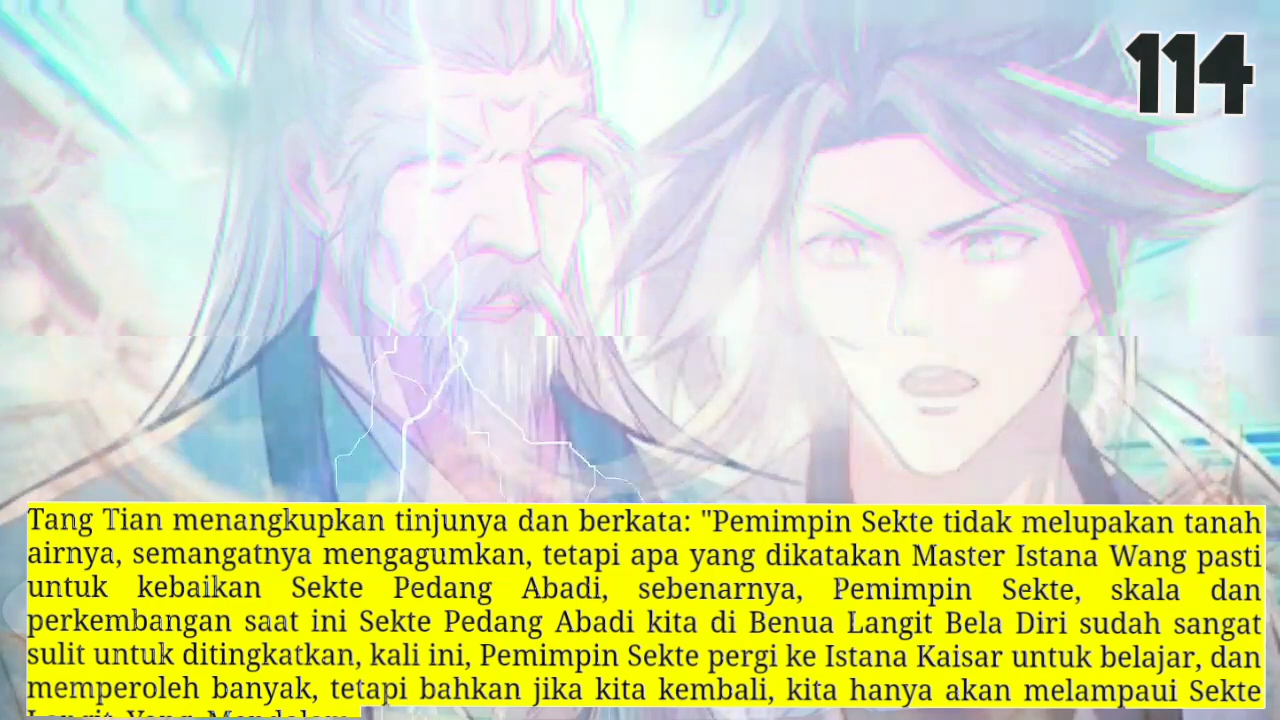 114
Tang Tian menangkupkan tinjunya dan berkata: "Pemimpin Sekte tidak melupakan tanah
airnya, semangatnya mengagumkan, tetapi apa yang dikatakan Master Istana Wang pasti
untuk kebaikan Sekte Pedang Abadi, sebenarnya, Pemimpin Sekte, skala dan
perkembangan saat ini Sekte Pedang Abadi kita di Benua Langit Bela Diri sudah sangat
sulit untuk ditingkatkan, kali ini, Pemimpin Sekte pergi ke Istana Kaisar untuk belajar, dan
memperoleh banyak, tetapi bahkan jika kita kembali, kita hanya akan melampaui Sekte